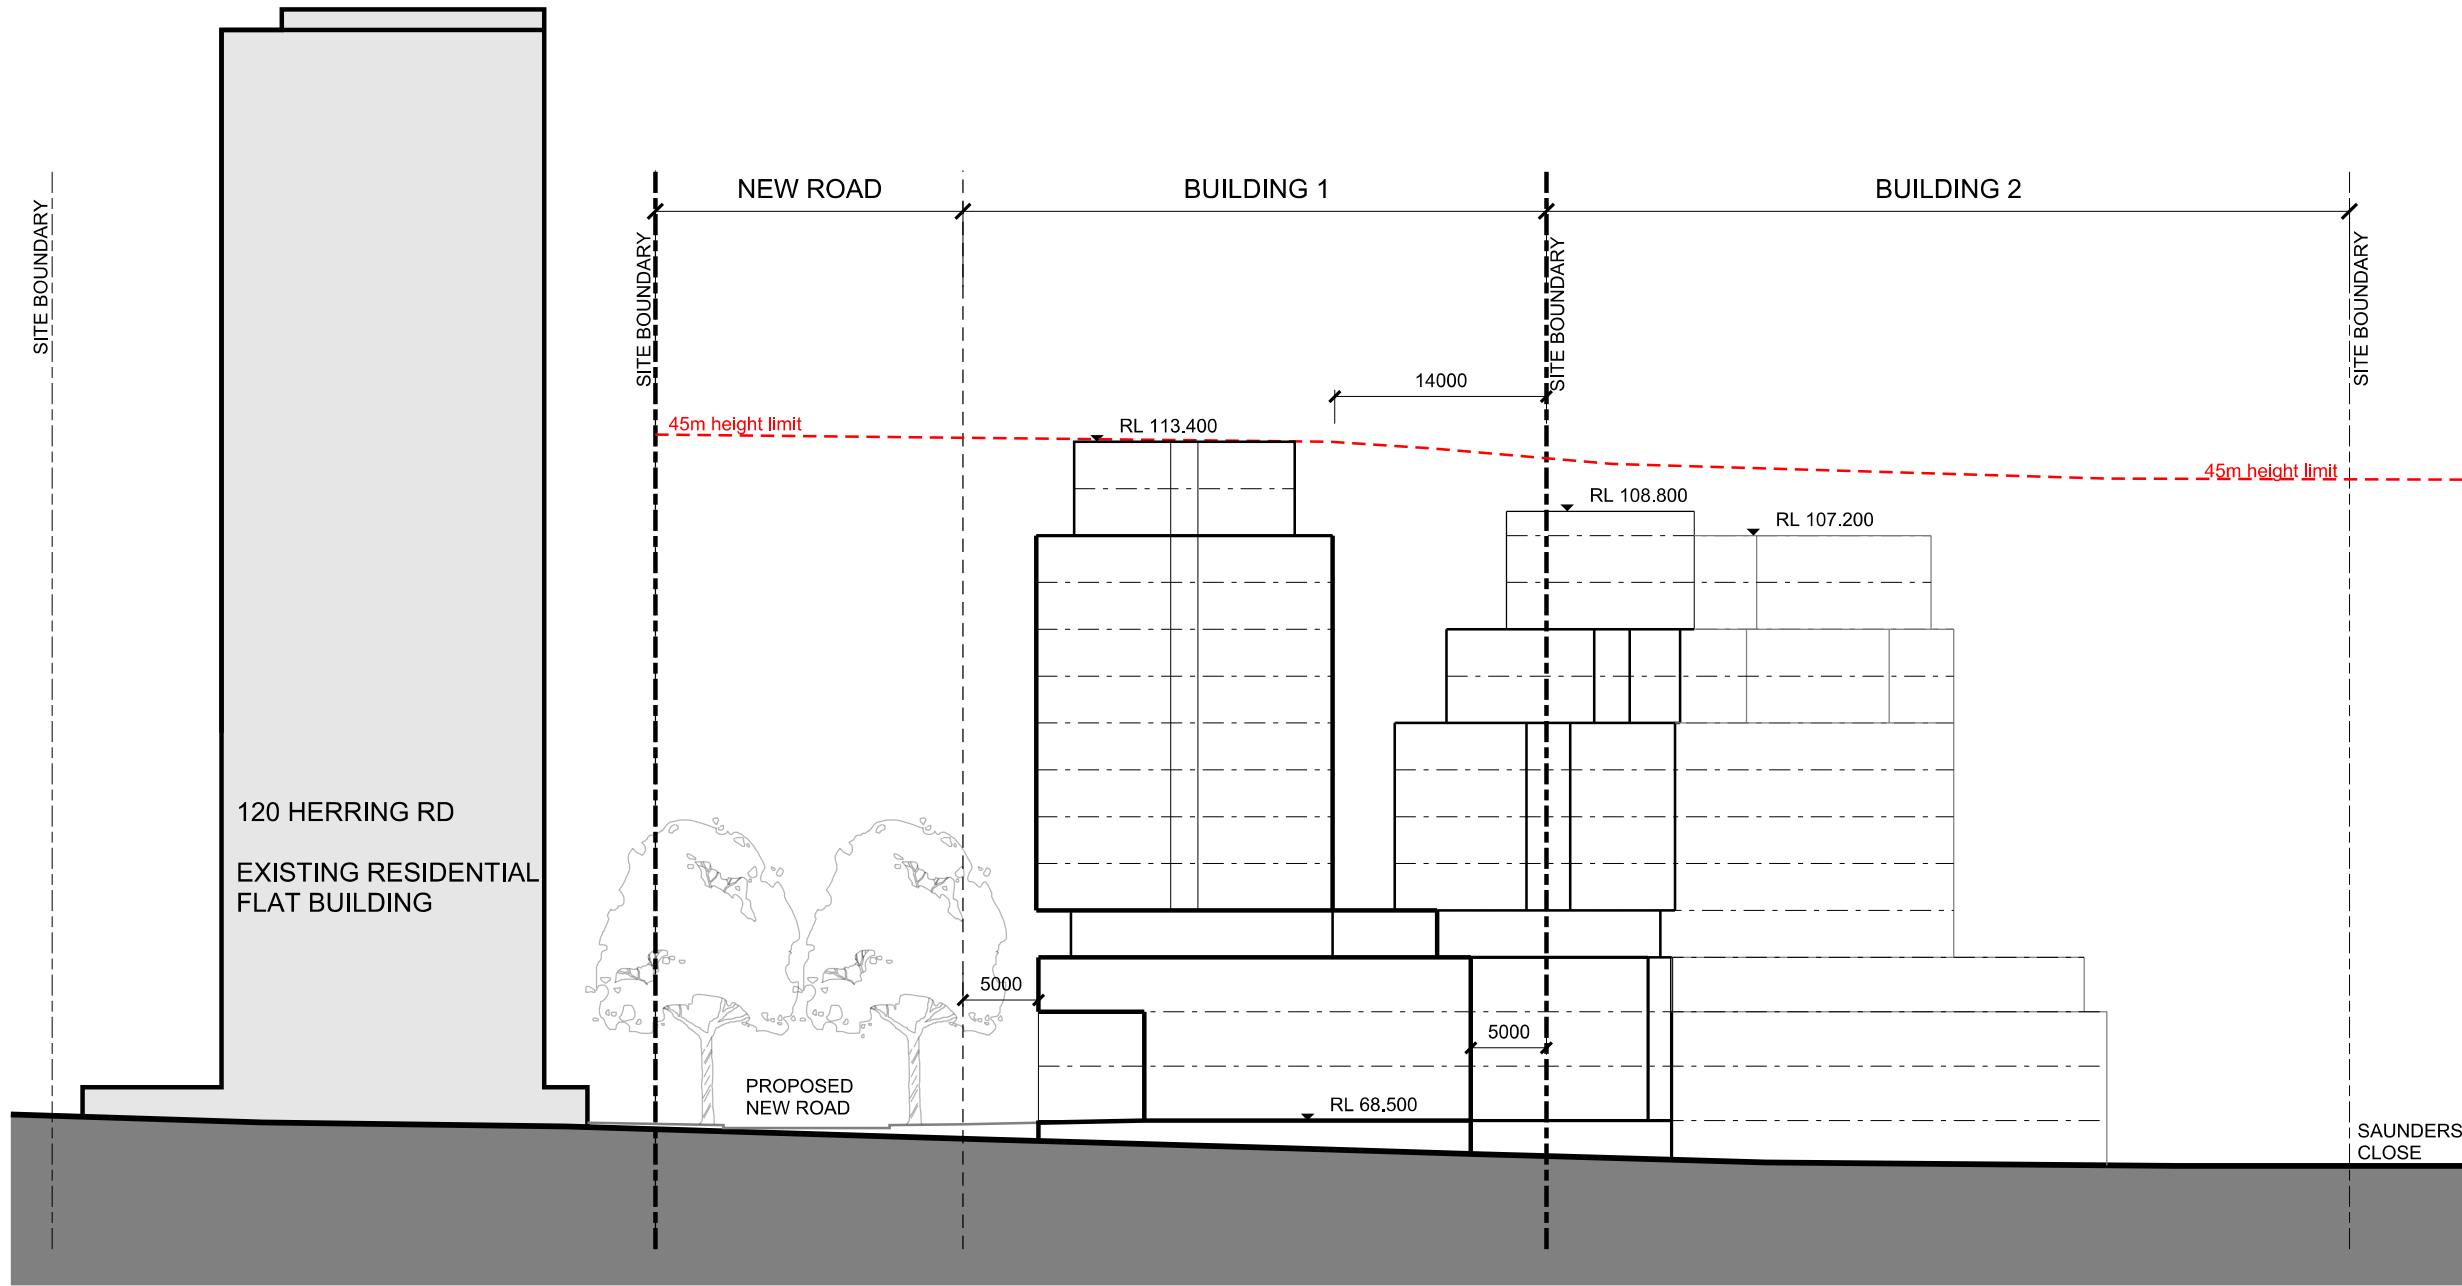 NEW ROAD
BUILDING 1
BUILDING 2
SITE BOUNDARY
SITE BOUNDARY
SITE BOUNDARY
SITE BOUNDARY
14000
45m height limit
RL 113.400
45m height limit
RL 108.800
RL 107.200
120 HERRING RD
EXISTING RESIDENTIAL
FLAT BUILDING
5000
5000
PROPOSED
NEW ROAD
RL 68.500
SAUNDERS
CLOSE